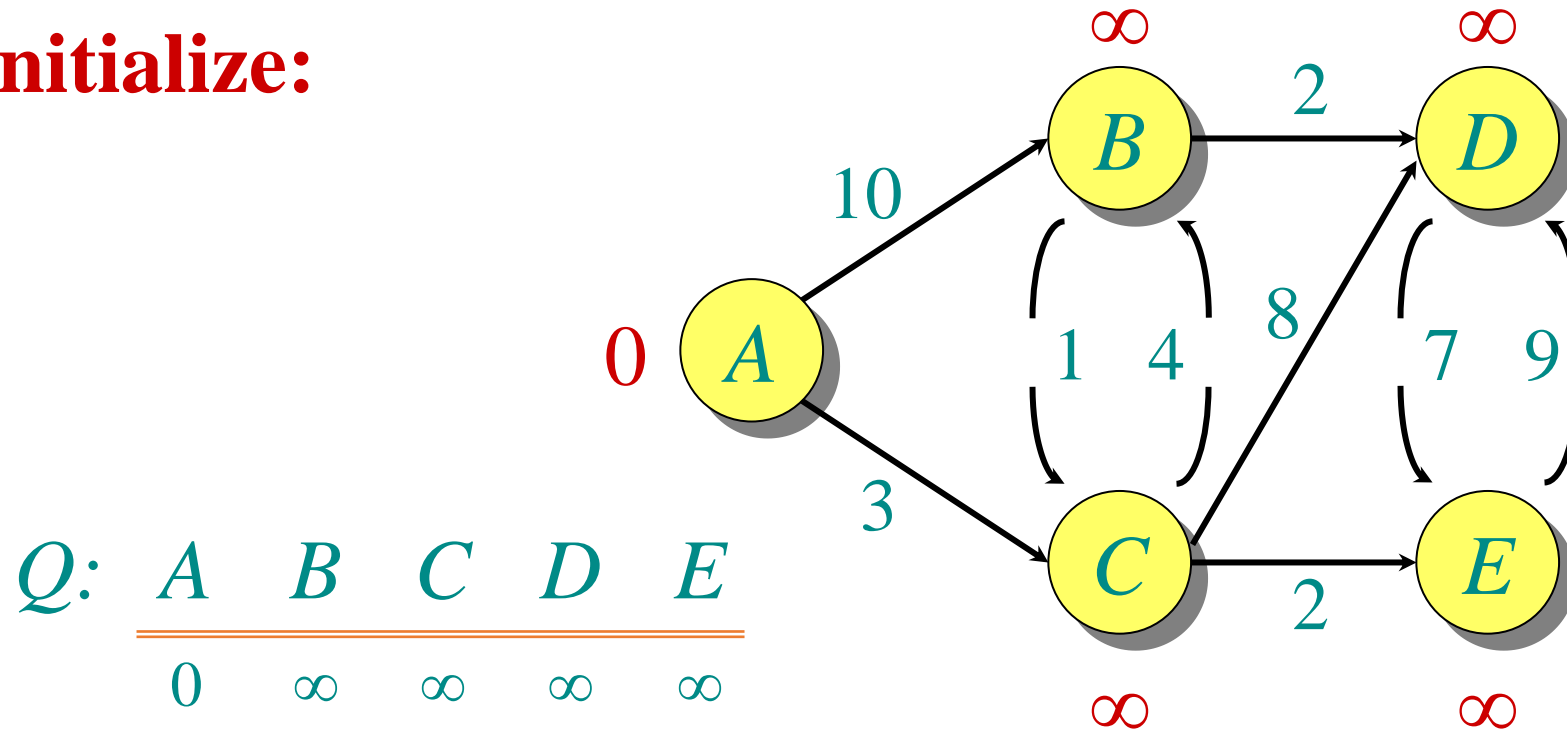 nitialize:
∞ ∞
B 2 D
10
0 A 1 4 8 7 9
3
C 2 E
∞ ∞
Q: A B C D E
0 ∞ ∞ ∞ ∞